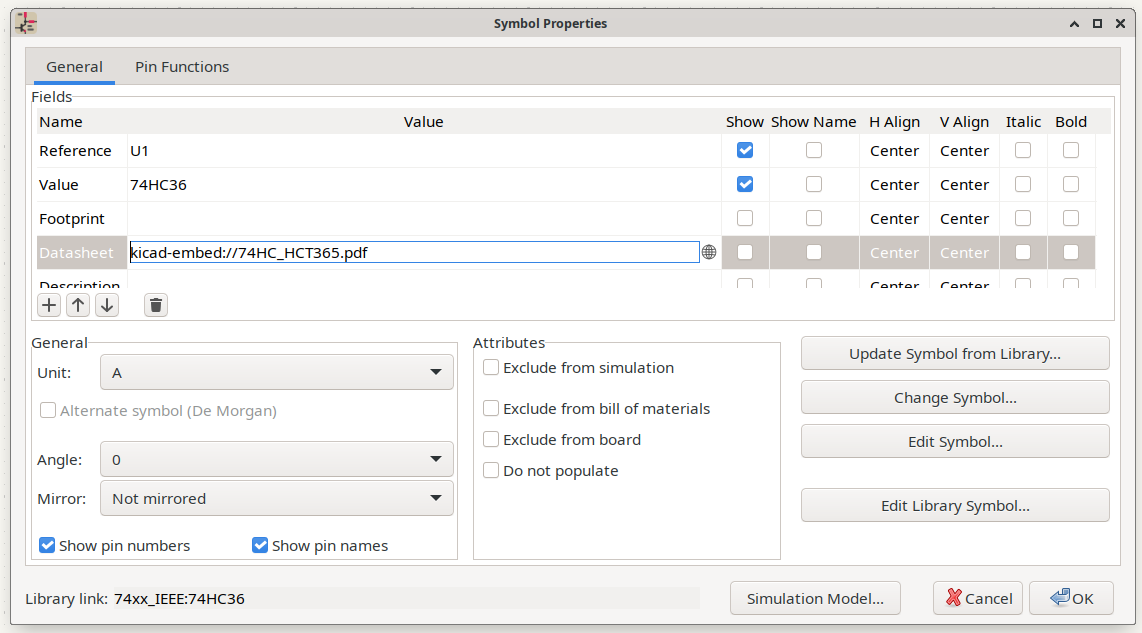 Symbol Properties
General Pin Functions
Fields
Name Value Show Show Name H Align V Align Italic Bold
Reference U1 Center Center
Value 74HC36 Center Center
Footprint Center Center
Datasheet kicad-embed://74HC_HCT365.pdf Center Center
Description Center Center
General
Unit: A
Alternate symbol (De Morgan)
Angle: 0
Mirror: Not mirrored
Show pin numbers Show pin names
Attributes
Exclude from simulation
Exclude from bill of materials
Exclude from board
Do not populate
Update Symbol from Library...
Change Symbol...
Edit Symbol...
Edit Library Symbol...
Library link: 74xx_IEEE:74HC36
Simulation Model... Cancel OK